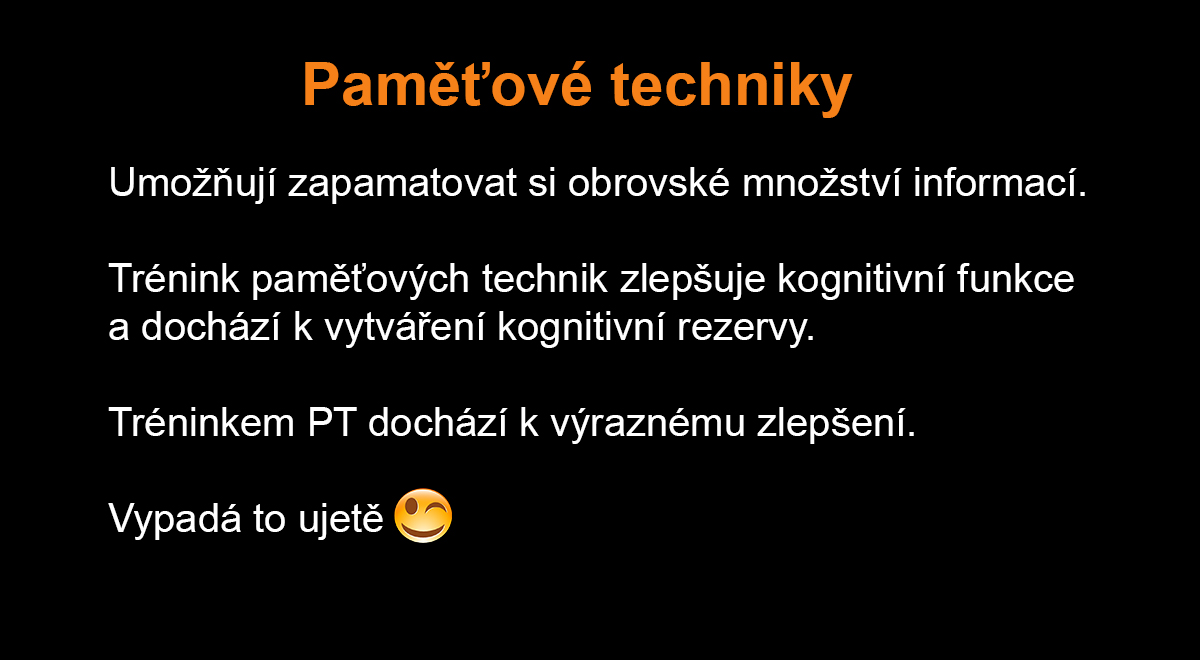 Paměťové techniky
Umožňují zapamatovat si obrovské množství informací.
Trénink paměťových technik zlepšuje kognitivní funkce
a dochází k vytváření kognitivní rezervy.
Tréninkem PT dochází k výraznému zlepšení.
Vypadá to ujetě